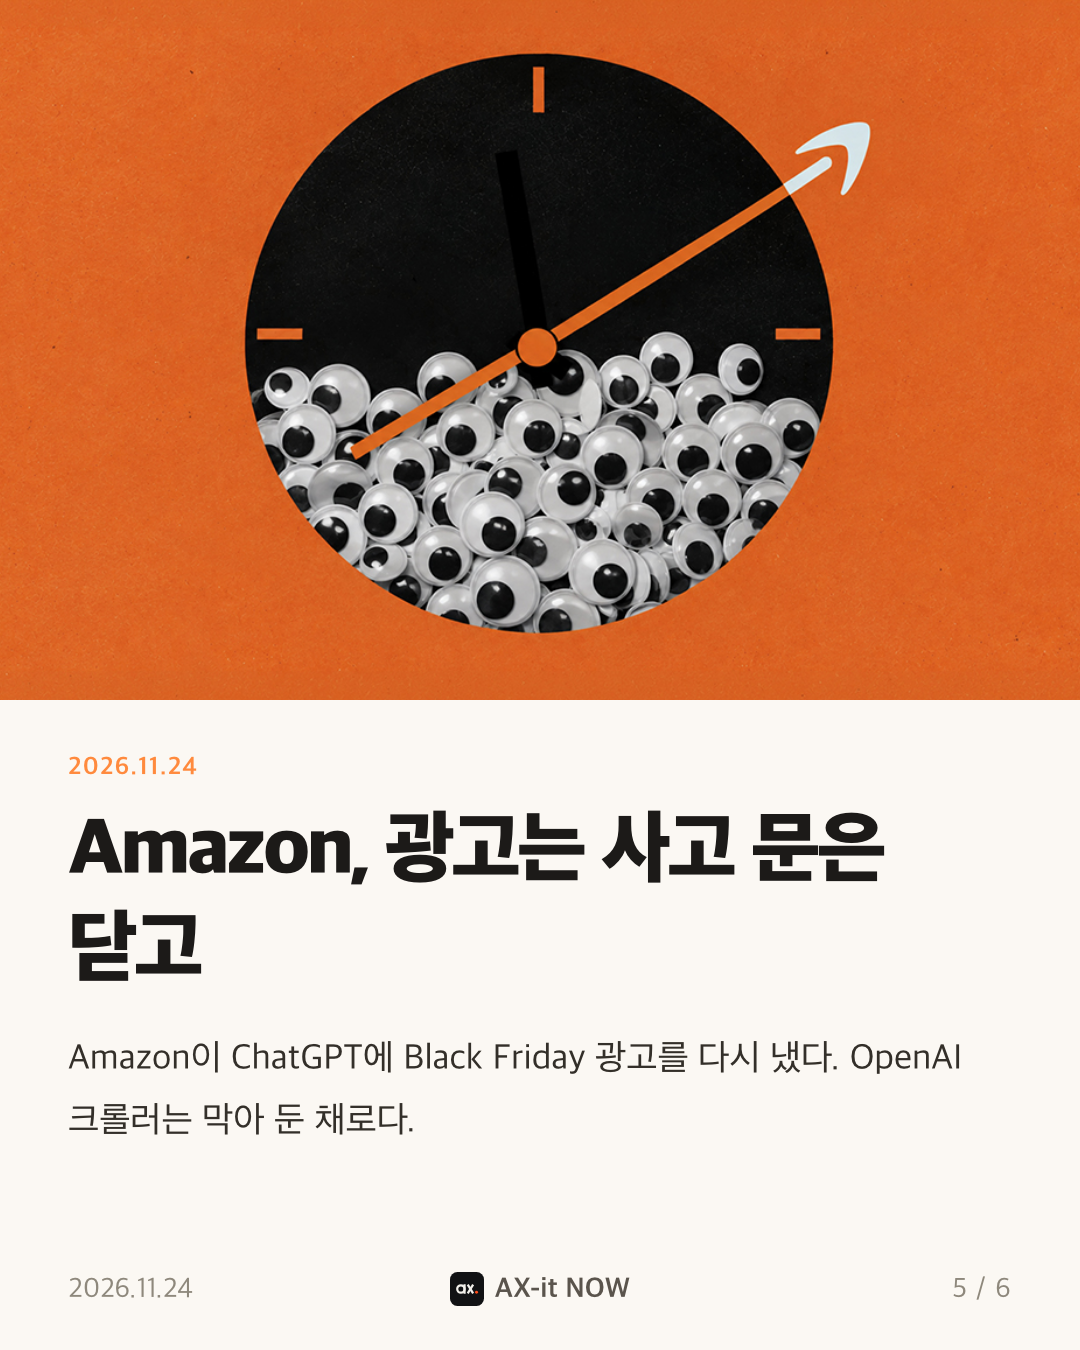 2026.11.24
Amazon, 광고는 사고 문은
닫고
Amazon이 ChatGPT에 Black Friday 광고를 다시 냈다. OpenAI
크롤러는 막아 둔 채로다.
2026.11.24
ax. AX-it NOW
5 / 6